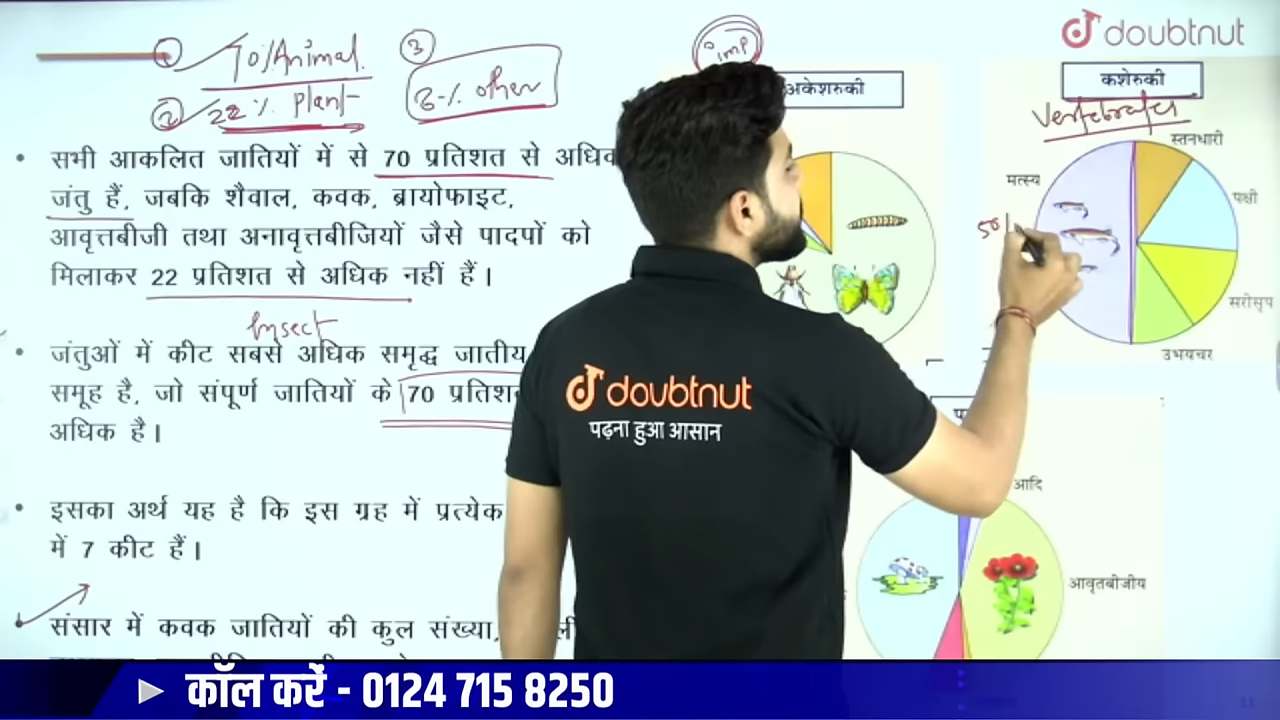 doubtnut
① 70%Animal.
② 22% Plant
③
8% other
imp
• सभी आकलित जातियों में से 70 प्रतिशत से अधिक
जंतु हैं, जबकि शैवाल, कवक, ब्रायोफाइट,
आवृत्तबीजी तथा अनावृत्तबीजियों जैसे पादपों को
मिलाकर 22 प्रतिशत से अधिक नहीं हैं।
Insect
• जंतुओं में कीट सबसे अधिक समृद्ध जातीय
समूह है, जो संपूर्ण जातियों के 70 प्रतिशत
अधिक है।
• इसका अर्थ यह है कि इस ग्रह में प्रत्येक
में 7 कीट हैं।
• संसार में कवक जातियों की कुल संख्या,
अकेशरुकी
कशेरुकी
Vertebrates
स्तनधारी
मत्स्य
पक्षी
सरीसृप
उभयचर
50
आदि
आवृतबीजीय
doubtnut
पढ़ना हुआ आसान
कॉल करें - 0124 715 8250